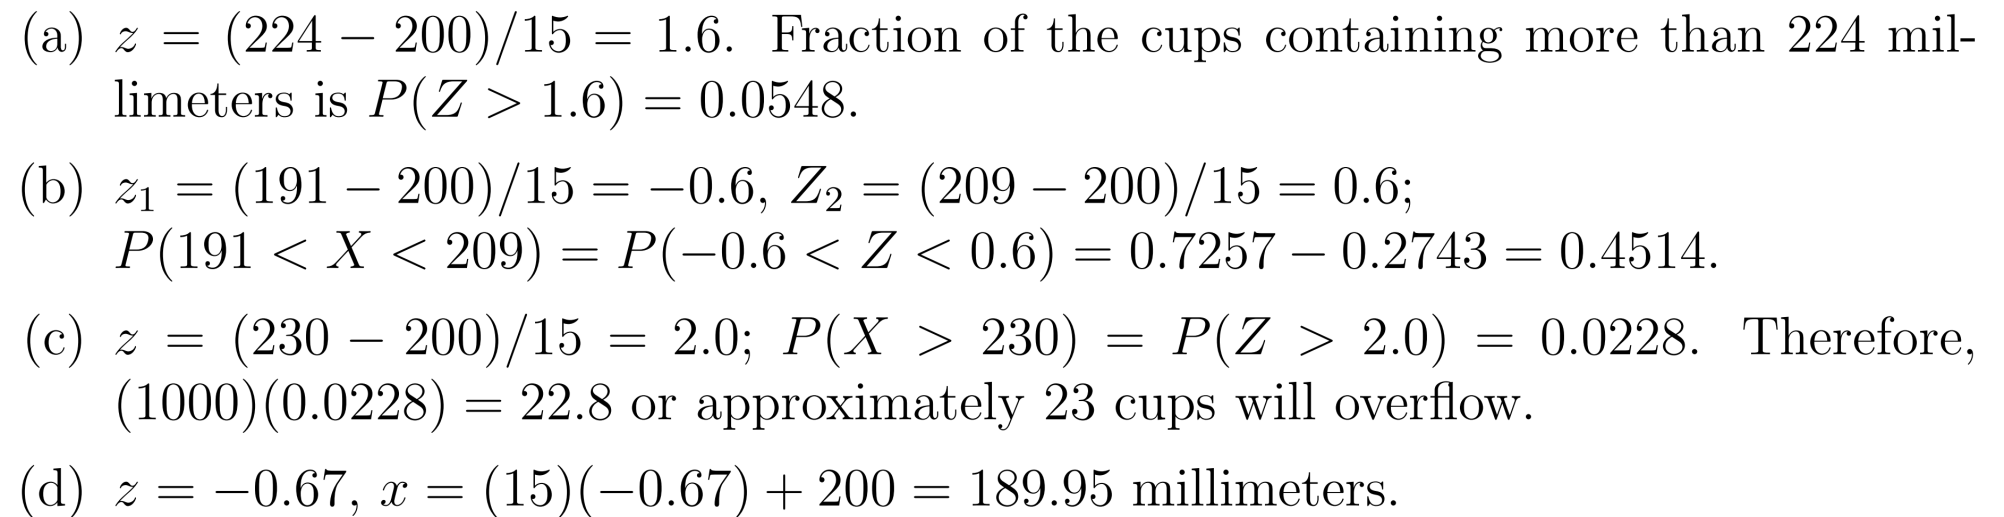 (a) z = (224 − 200)/15 = 1.6. Fraction of the cups containing more than 224 mil-
limeters is P(Z > 1.6) = 0.0548.
(b) z₁ = (191 − 200)/15 = −0.6, Z₂ = (209 − 200)/15 = 0.6;
P(191 < X < 209) = P(−0.6 < Z < 0.6) = 0.7257 − 0.2743 = 0.4514.
(c) z = (230 − 200)/15 = 2.0; P(X > 230) = P(Z > 2.0) = 0.0228. Therefore,
(1000)(0.0228) = 22.8 or approximately 23 cups will overflow.
(d) z = −0.67, x = (15)(−0.67) + 200 = 189.95 millimeters.